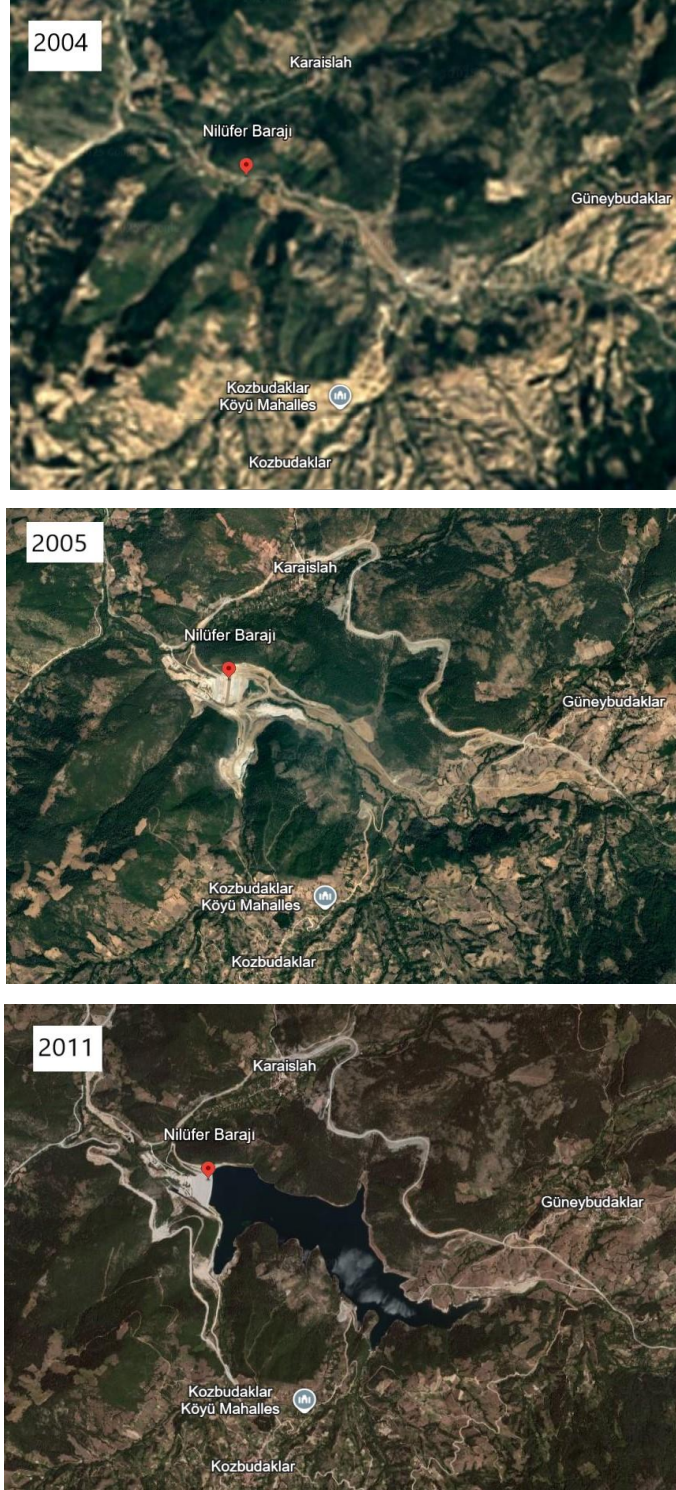 2004
Karaislah
Nilüfer Barajı
Güneybudaklar
Kozbudaklar
Köyü Mahalles
Kozbudaklar
2005
Karaislah
Nilüfer Barajı
Güneybudaklar
Kozbudaklar
Köyü Mahalles
Kozbudaklar
2011
Karaislah
Nilüfer Barajı
Güneybudaklar
Kozbudaklar
Köyü Mahalles
Kozbudaklar